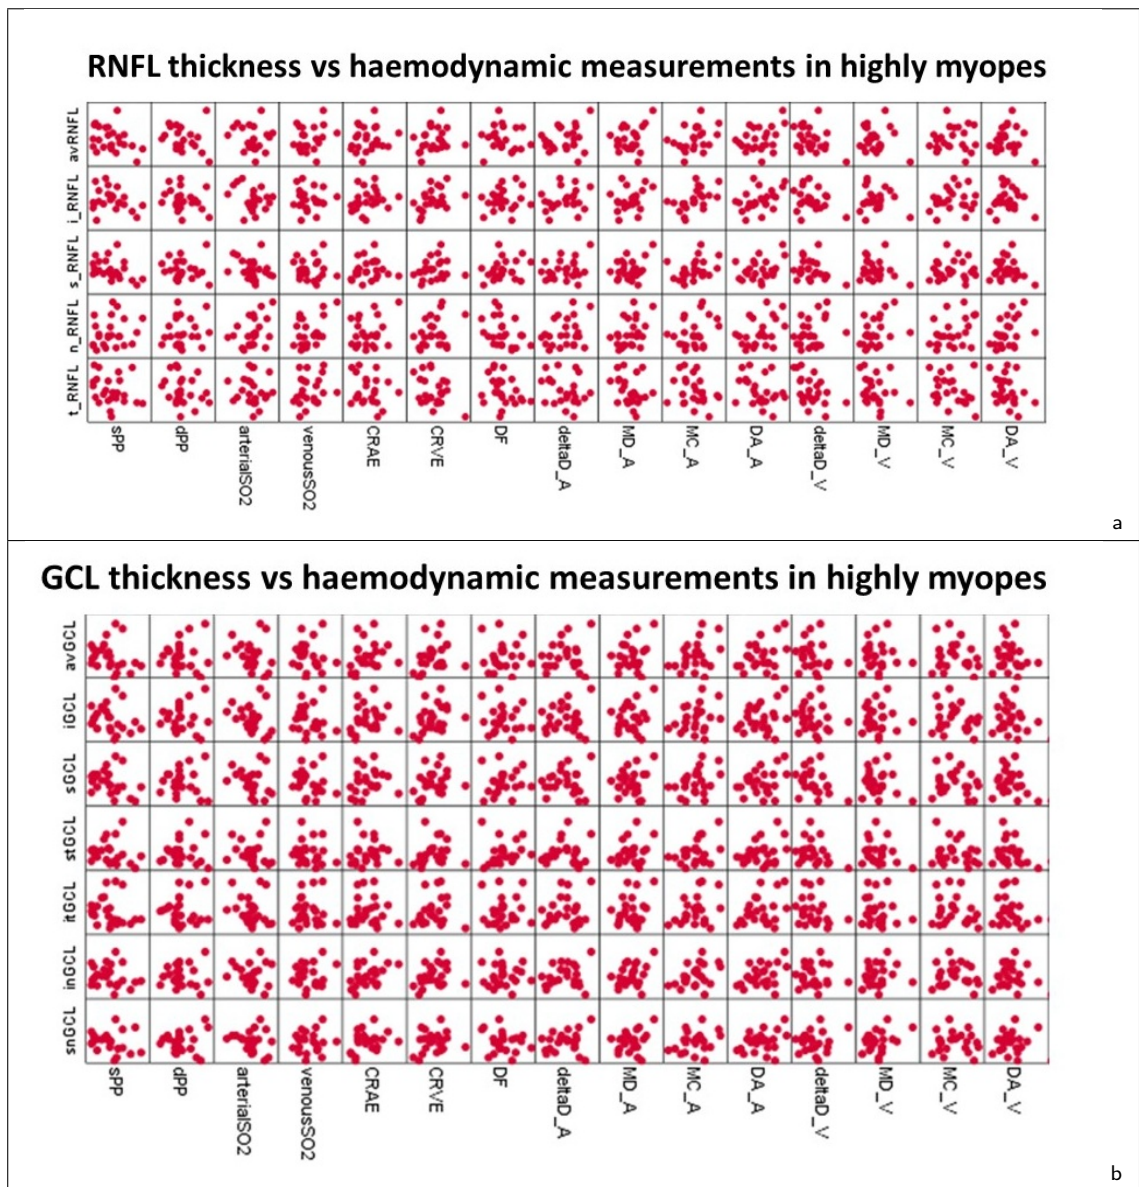 RNFL thickness vs haemodynamic measurements in highly myopes
avRNFL
i_RNFL
s_RNFL
n_RNFL
t_RNFL
sPP
dPP
arterialSO2
venousSO2
CRAE
CRVE
DF
deltaD_A
MD_A
MC_A
DA_A
deltaD_V
MD_V
MC_V
DA_V
a
GCL thickness vs haemodynamic measurements in highly myopes
avGCL
iGCL
sGCL
stGCL
itGCL
inGCL
snGCL
sPP
dPP
arterialSO2
venousSO2
CRAE
CRVE
DF
deltaD_A
MD_A
MC_A
DA_A
deltaD_V
MD_V
MC_V
DA_V
b